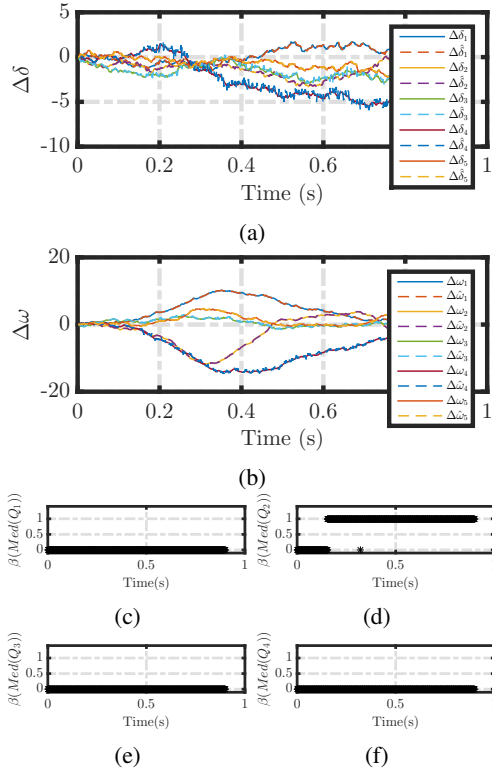 5
0
-5
-10
Δδ
0 0.2 0.4 0.6 1
Time (s)
Δδ₁
Δδ̂₁
Δδ₂
Δδ̂₂
Δδ₃
Δδ̂₃
Δδ₄
Δδ̂₄
Δδ₅
Δδ̂₅
(a)
20
0
-20
Δω
0 0.2 0.4 0.6 1
Time (s)
Δω₁
Δω̂₁
Δω₂
Δω̂₂
Δω₃
Δω̂₃
Δω₄
Δω̂₄
Δω₅
Δω̂₅
(b)
β(Med(Q₁))
1
0.5
0
0 0.5 1
Time(s)
(c)
β(Med(Q₂))
1
0.5
0
0 0.5 1
Time(s)
(d)
β(Med(Q₃))
1
0.5
0
0 0.5 1
Time(s)
(e)
β(Med(Q₄))
1
0.5
0
0 0.5 1
Time(s)
(f)